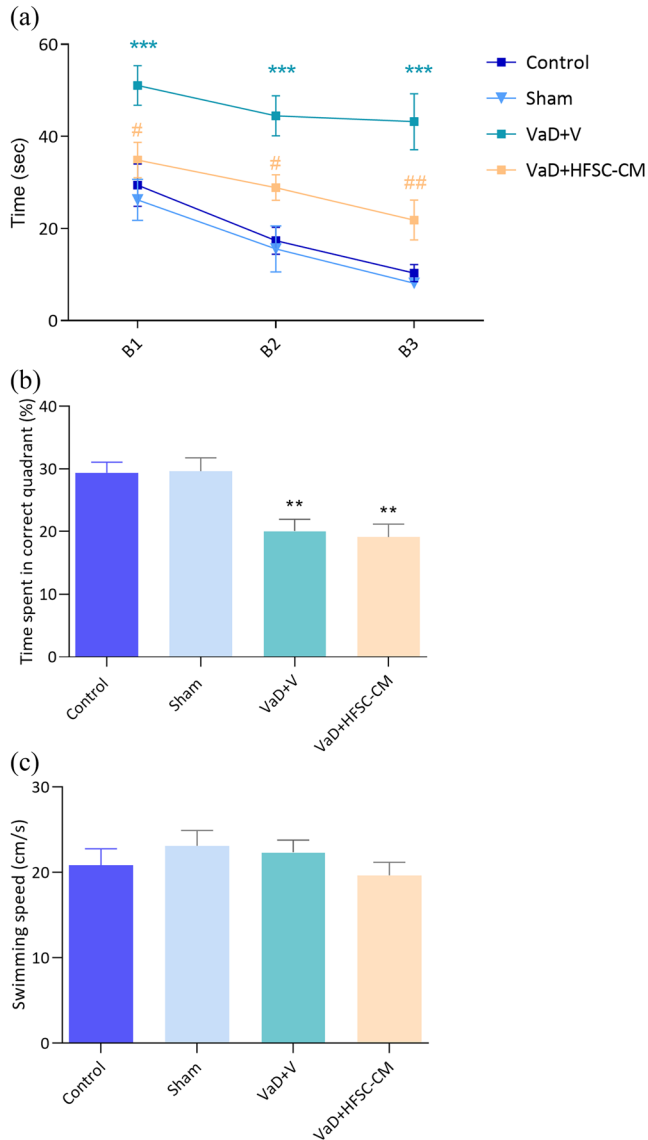 (a)
60
40
20
0
Time (sec)
***
***
***
#
#
##
B1
B2
B3
Control
Sham
VaD+V
VaD+HFSC-CM
(b)
40
30
20
10
0
Time spent in correct quadrant (%)
**
**
Control
Sham
VaD+V
VaD+HFSC-CM
(c)
30
20
10
0
Swimming speed (cm/s)
Control
Sham
VaD+V
VaD+HFSC-CM